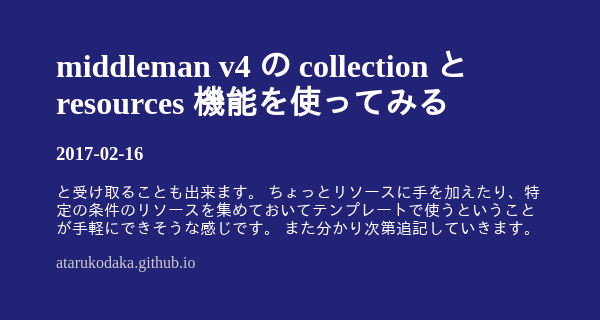 middleman v4 の collection と
resources 機能を使ってみる
2017-02-16
と受け取ることも出来ます。 ちょっとリソースに手を加えたり、特
定の条件のリソースを集めておいてテンプレートで使うということ
が手軽にできそうな感じです。 また分かり次第追記していきます。
atarukodaka.github.io